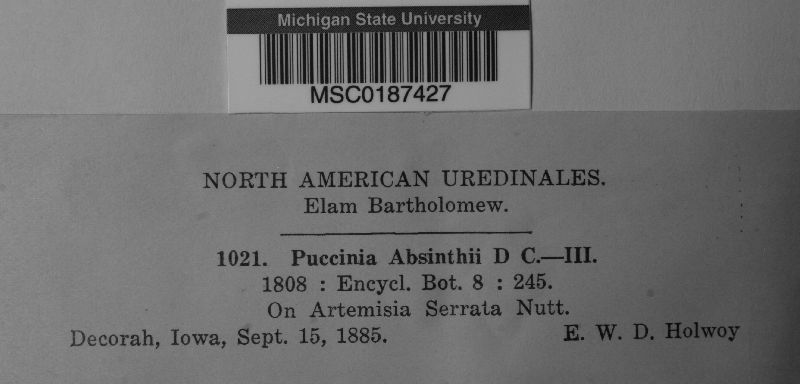 Michigan State University
MSC0187427
NORTH AMERICAN UREDINALES.
Elam Bartholomew.
1021. Puccinia Absinthii D C.—III.
1808 : Encycl. Bot. 8 : 245.
On Artemisia Serrata Nutt.
Decorah, Iowa, Sept. 15, 1885. E. W. D. Holwoy